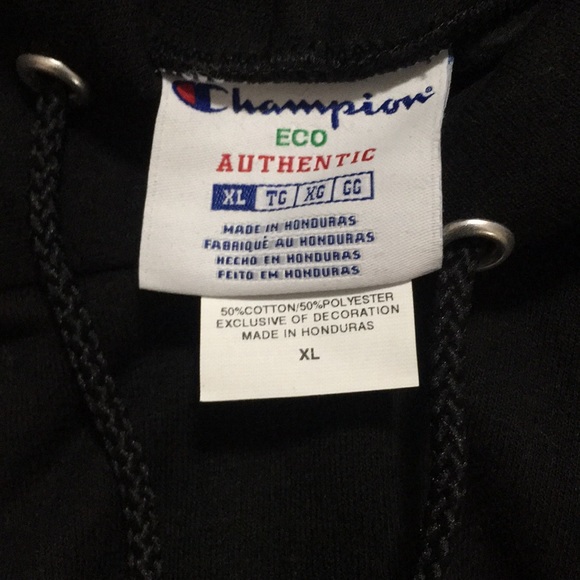 Champion
ECO
AUTHENTIC
XL TG XG GG
MADE IN HONDURAS
FABRIQUÉ AU HONDURAS
HECHO EN HONDURAS
FEITO EM HONDURAS
50%COTTON/50%POLYESTER
EXCLUSIVE OF DECORATION
MADE IN HONDURAS
XL